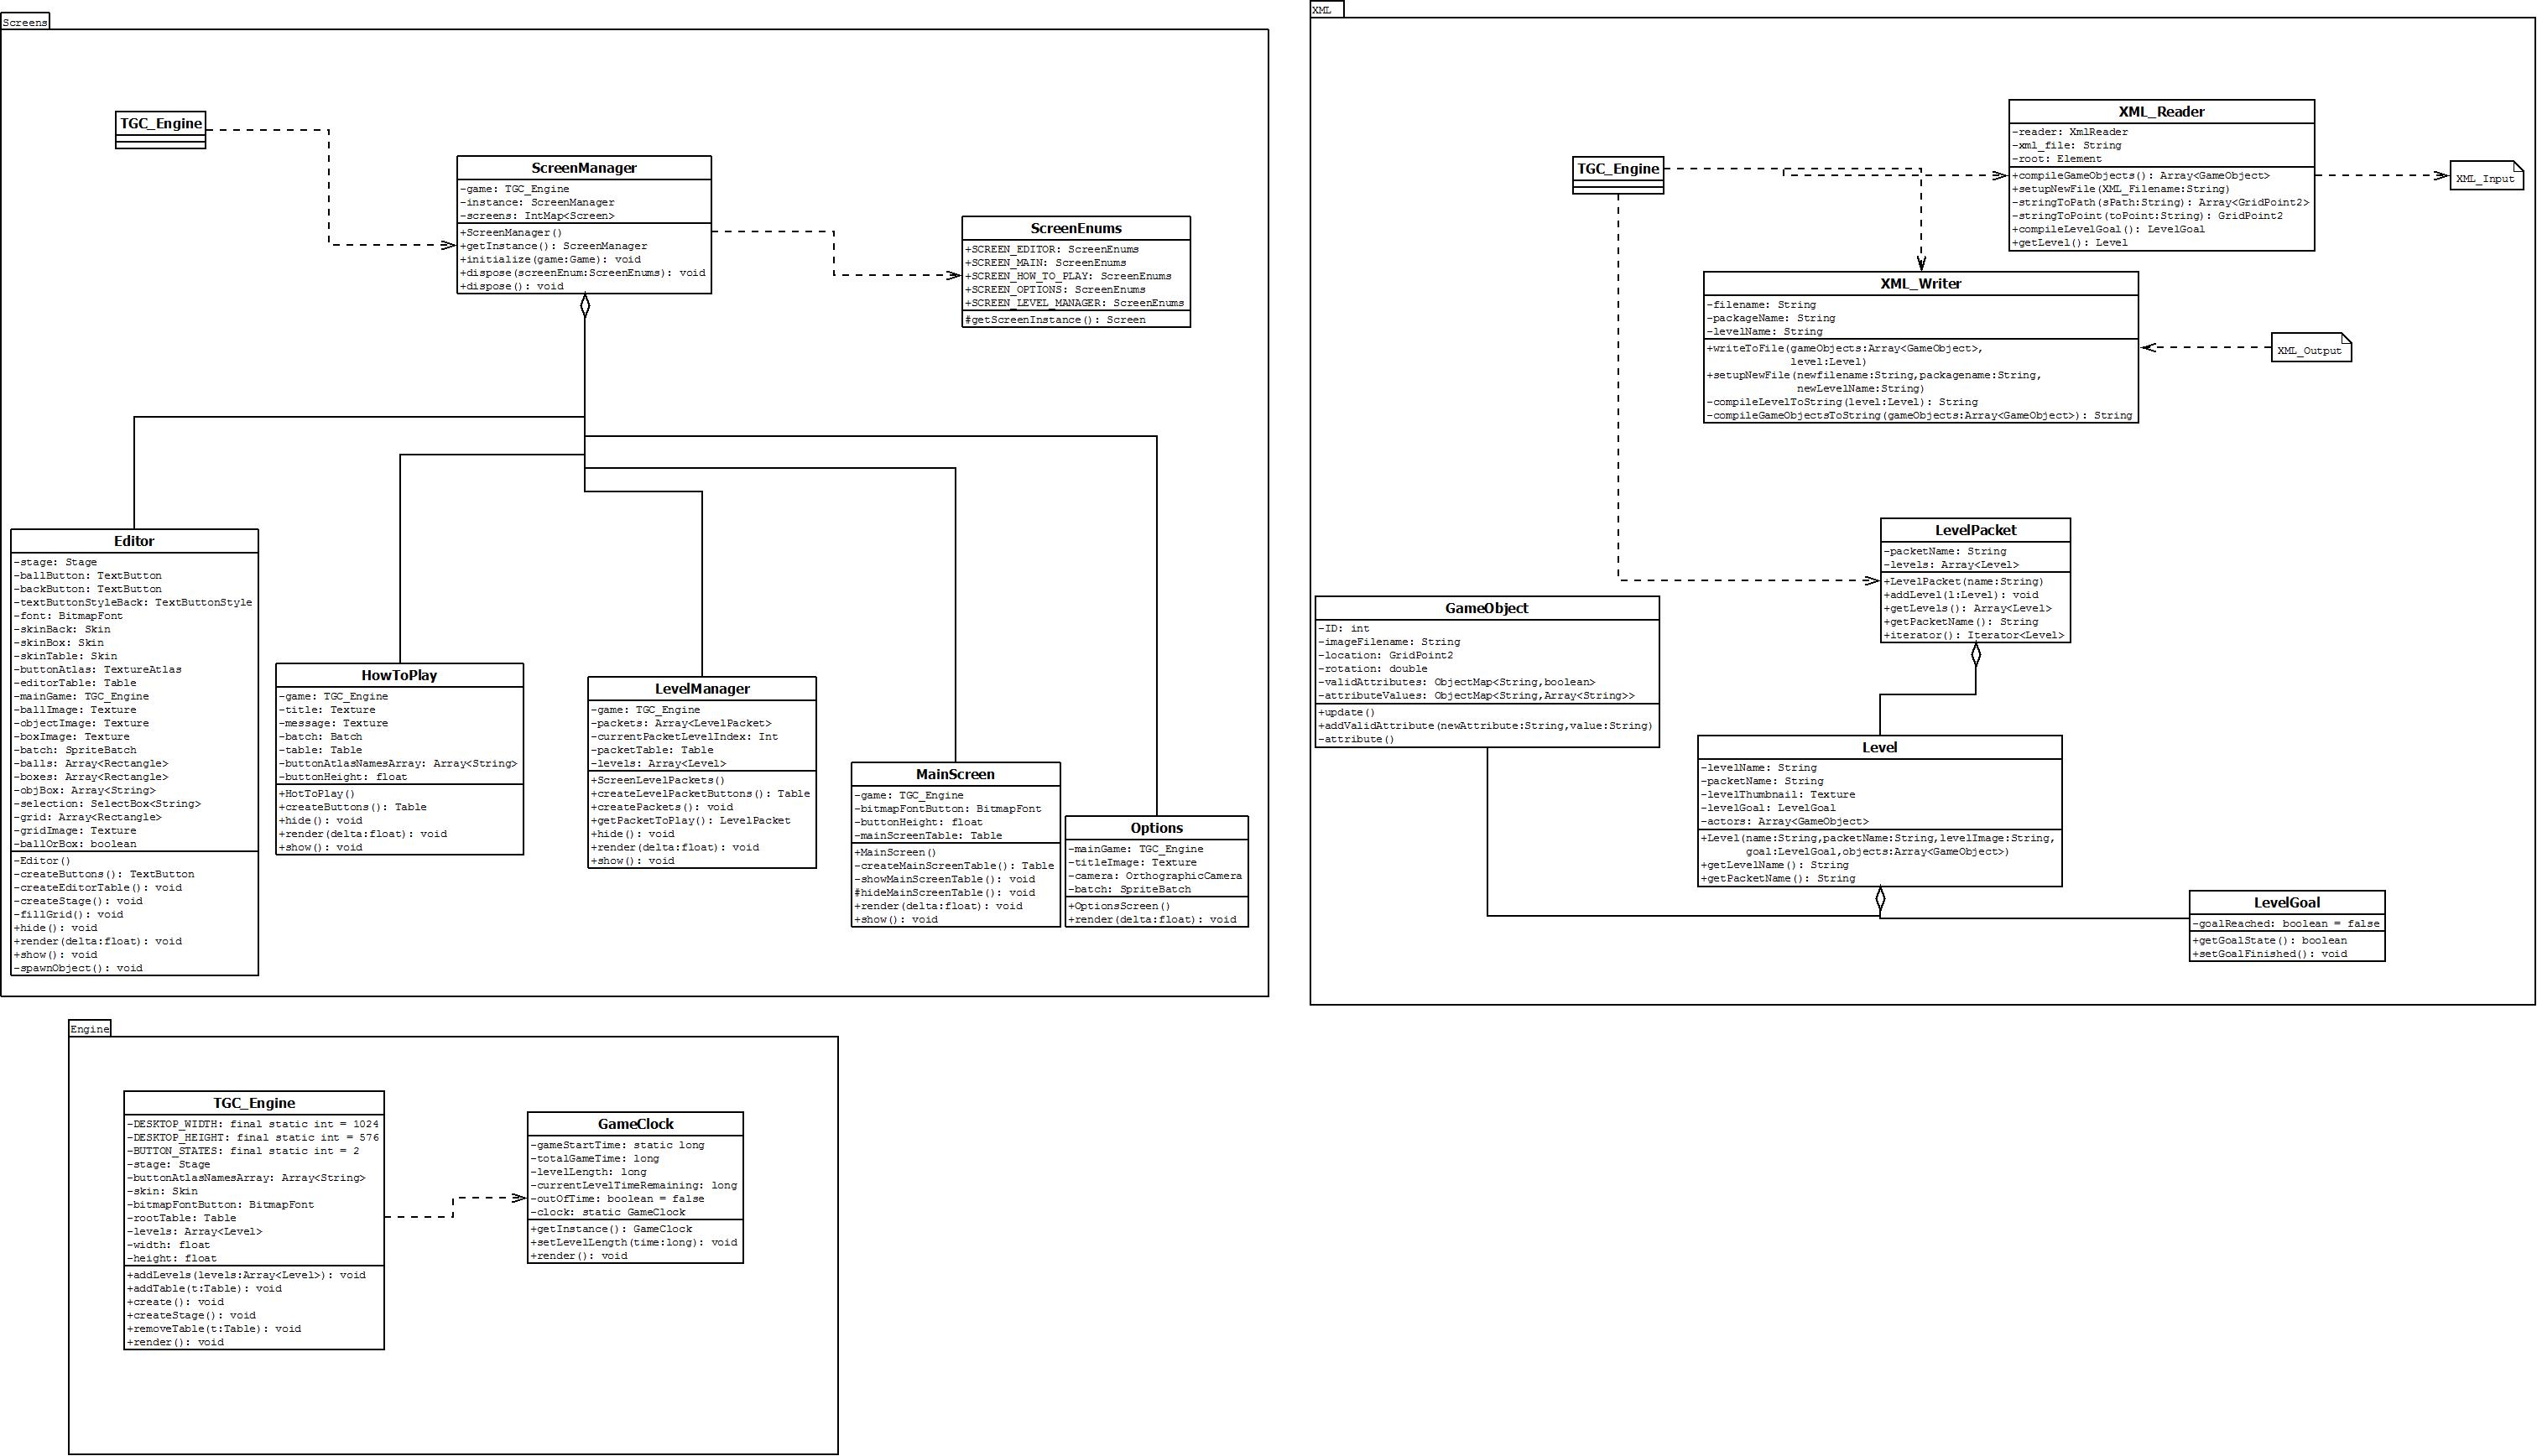 Screens
TGC_Engine
ScreenManager
-game: TGC_Engine
-instance: ScreenManager
-screens: IntMap<Screen>
+ScreenManager()
+getInstance(): ScreenManager
+initialize(game:Game): void
+dispose(screenEnum:ScreenEnums): void
+dispose(): void
ScreenEnums
+SCREEN_EDITOR: ScreenEnums
+SCREEN_MAIN: ScreenEnums
+SCREEN_HOW_TO_PLAY: ScreenEnums
+SCREEN_OPTIONS: ScreenEnums
+SCREEN_LEVEL_MANAGER: ScreenEnums
#getScreenInstance(): Screen
Editor
-stage: Stage
-ballButton: TextButton
-backButton: TextButton
-textButtonStyleBack: TextButtonStyle
-font: BitmapFont
-skinBack: Skin
-skinBox: Skin
-skinTable: Skin
-buttonAtlas: TextureAtlas
-editorTable: Table
-mainGame: TGC_Engine
-ballImage: Texture
-objectImage: Texture
-boxImage: Texture
-batch: SpriteBatch
-balls: Array<Rectangle>
-boxes: Array<Rectangle>
-objBox: Array<String>
-selection: SelectBox<String>
-grid: Array<Rectangle>
-gridImage: Texture
-ballOrBox: boolean
-Editor()
-createButtons(): TextButton
-createEditorTable(): void
-createStage(): void
-fillGrid(): void
+hide(): void
+render(delta:float): void
+show(): void
-spawnObject(): void
HowToPlay
-game: TGC_Engine
-title: Texture
-message: Texture
-batch: Batch
-table: Table
-buttonAtlasNamesArray: Array<String>
-buttonHeight: float
+HotToPlay()
+createButtons(): Table
+hide(): void
+render(delta:float): void
+show(): void
LevelManager
-game: TGC_Engine
-packets: Array<LevelPacket>
-currentPacketLevelIndex: Int
-packetTable: Table
-levels: Array<Level>
+ScreenLevelPackets()
+createLevelPacketButtons(): Table
+createPackets(): void
+getPacketToPlay(): LevelPacket
+hide(): void
+render(delta:float): void
+show(): void
MainScreen
-game: TGC_Engine
-bitmapFontButton: BitmapFont
-buttonHeight: float
-mainScreenTable: Table
+MainScreen()
-createMainScreenTable(): Table
-showMainScreenTable(): void
#hideMainScreenTable(): void
+render(delta:float): void
+show(): void
Options
-mainGame: TGC_Engine
-titleImage: Texture
-camera: OrthographicCamera
-batch: SpriteBatch
+OptionsScreen()
+render(delta:float): void
XML
TGC_Engine
XML_Reader
-reader: XmlReader
-xml_file: String
-root: Element
+compileGameObjects(): Array<GameObject>
+setupNewFile(XML_Filename:String)
-stringToPath(sPath:String): Array<GridPoint2>
-stringToPoint(toPoint:String): GridPoint2
+compileLevelGoal(): LevelGoal
+getLevel(): Level
XML_Input
XML_Writer
-filename: String
-packageName: String
-levelName: String
+writeToFile(gameObjects:Array<GameObject>,
level:Level)
+setupNewFile(newfilename:String,packagename:String,
newLevelName:String)
-compileLevelToString(level:Level): String
-compileGameObjectsToString(gameObjects:Array<GameObject>): String
XML_Output
LevelPacket
-packetName: String
-levels: Array<Level>
+LevelPacket(name:String)
+addLevel(l:Level): void
+getLevels(): Array<Level>
+getPacketName(): String
+iterator(): Iterator<Level>
GameObject
-ID: int
-imageFilename: String
-location: GridPoint2
-rotation: double
-validAttributes: ObjectMap<String,boolean>
-attributeValues: ObjectMap<String,Array<String>>
+update()
+addValidAttribute(newAttribute:String,value:String)
-attribute()
Level
-levelName: String
-packetName: String
-levelThumbnail: Texture
-levelGoal: LevelGoal
-actors: Array<GameObject>
+Level(name:String,packetName:String,levelImage:String,
goal:LevelGoal,objects:Array<GameObject>)
+getLevelName(): String
+getPacketName(): String
LevelGoal
-goalReached: boolean = false
+getGoalState(): boolean
+setGoalFinished(): void
Engine
TGC_Engine
-DESKTOP_WIDTH: final static int = 1024
-DESKTOP_HEIGHT: final static int = 576
-BUTTON_STATES: final static int = 2
-stage: Stage
-buttonAtlasNamesArray: Array<String>
-skin: Skin
-bitmapFontButton: BitmapFont
-rootTable: Table
-levels: Array<Level>
-width: float
-height: float
+addLevels(levels:Array<Level>): void
+addTable(t:Table): void
+create(): void
+createStage(): void
+removeTable(t:Table): void
+render(): void
GameClock
-gameStartTime: static long
-totalGameTime: long
-levelLength: long
-currentLevelTimeRemaining: long
-outOfTime: boolean = false
-clock: static GameClock
+getInstance(): GameClock
+setLevelLength(time:long): void
+render(): void